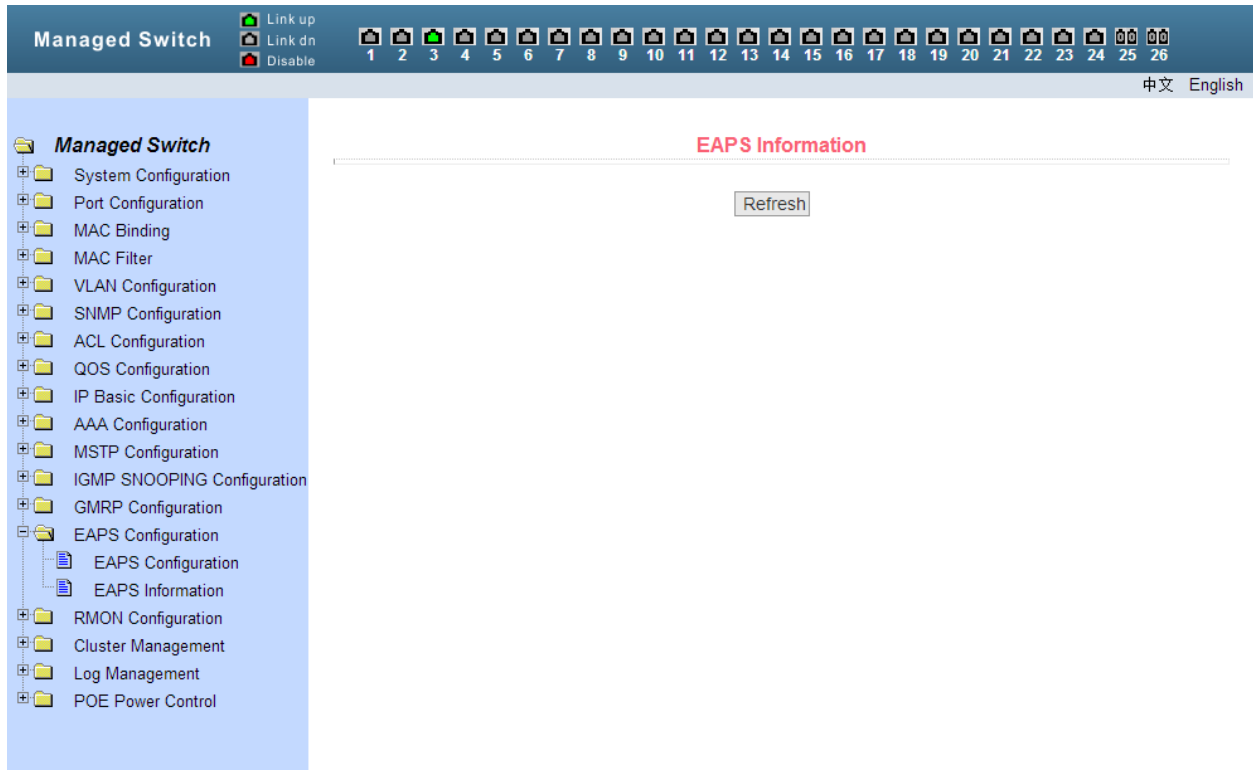 Managed Switch
Link up
Link dn
Disable
1 2 3 4 5 6 7 8 9 10 11 12 13 14 15 16 17 18 19 20 21 22 23 24 25 26
中文 English
Managed Switch
System Configuration
Port Configuration
MAC Binding
MAC Filter
VLAN Configuration
SNMP Configuration
ACL Configuration
QOS Configuration
IP Basic Configuration
AAA Configuration
MSTP Configuration
IGMP SNOOPING Configuration
GMRP Configuration
EAPS Configuration
EAPS Configuration
EAPS Information
RMON Configuration
Cluster Management
Log Management
POE Power Control
EAPS Information
Refresh